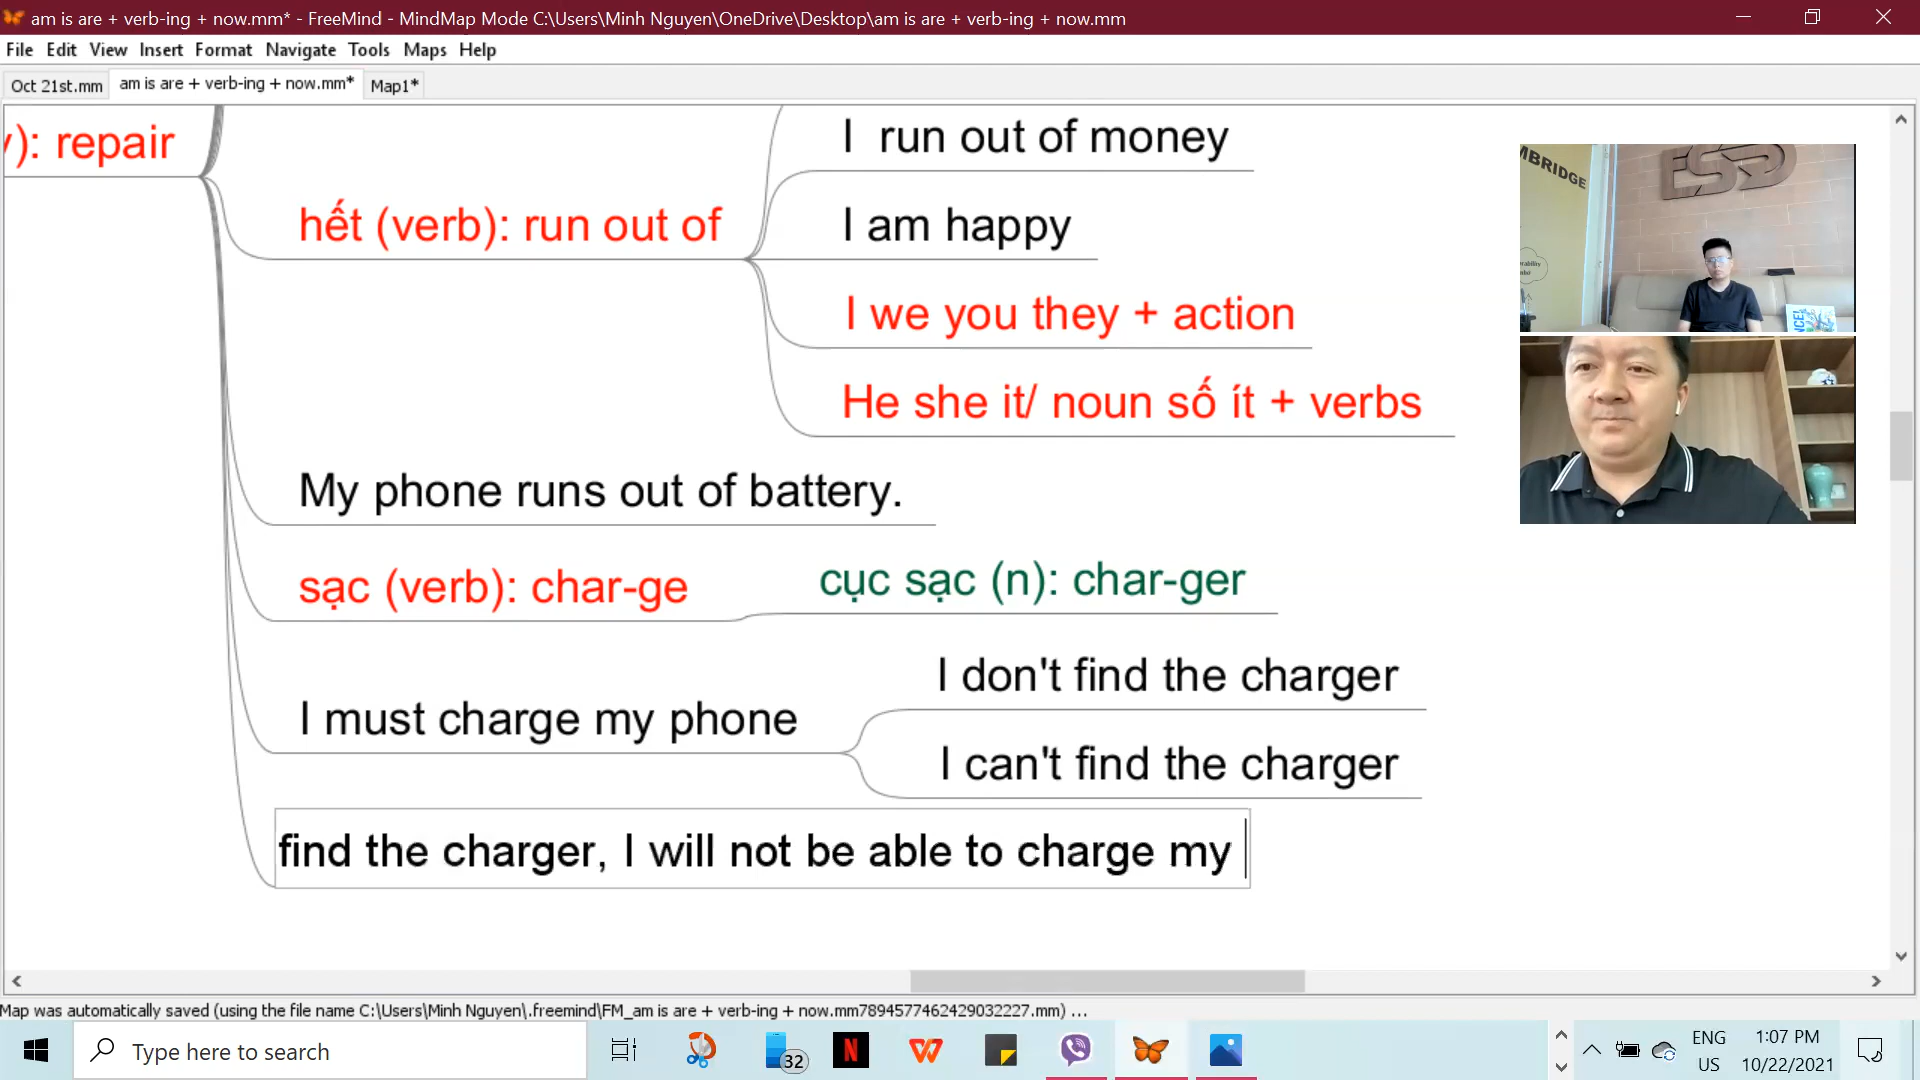 am is are + verb-ing + now.mm* - FreeMind - MindMap Mode C:\Users\Minh Nguyen\OneDrive\Desktop\am is are + verb-ing + now.mm
File Edit View Insert Format Navigate Tools Maps Help
Oct 21st.mm am is are + verb-ing + now.mm* Map1*
): repair
I run out of money
hết (verb): run out of
I am happy
I we you they + action
He she it/ noun số ít + verbs
My phone runs out of battery.
sạc (verb): char-ge
cục sạc (n): char-ger
I don't find the charger
I must charge my phone
I can't find the charger
find the charger, I will not be able to charge my
MBRIDGE
ESD
Map was automatically saved (using the file name C:\Users\Minh Nguyen\.freemind\FM_am is are + verb-ing + now.mm7894577462429032227.mm) ...
Type here to search
32
N
W
ENG
US
1:07 PM
10/22/2021